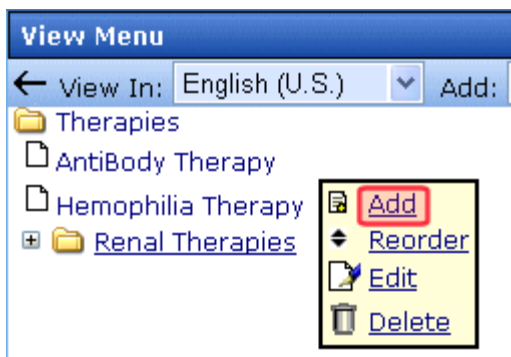 View Menu
View In: English (U.S.) Add:
Therapies
AntiBody Therapy
Hemophilia Therapy
Renal Therapies
Add
Reorder
Edit
Delete